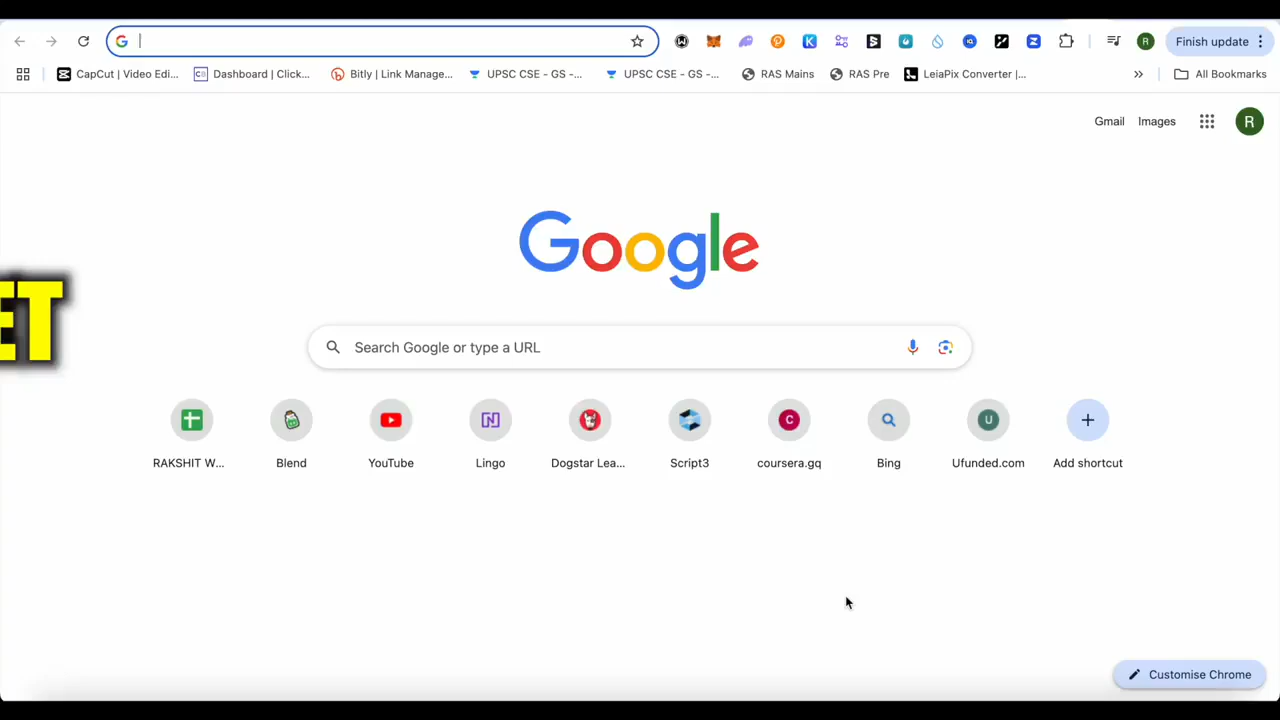 Finish update
CapCut | Video Edi...
Dashboard | Click...
Bitly | Link Manage...
UPSC CSE - GS -...
UPSC CSE - GS -...
RAS Mains
RAS Pre
LeiaPix Converter |...
All Bookmarks
Gmail
Images
R
Google
ET
Search Google or type a URL
RAKSHIT W...
Blend
YouTube
Lingo
Dogstar Lea...
Script3
coursera.gq
Bing
Ufunded.com
Add shortcut
Customise Chrome